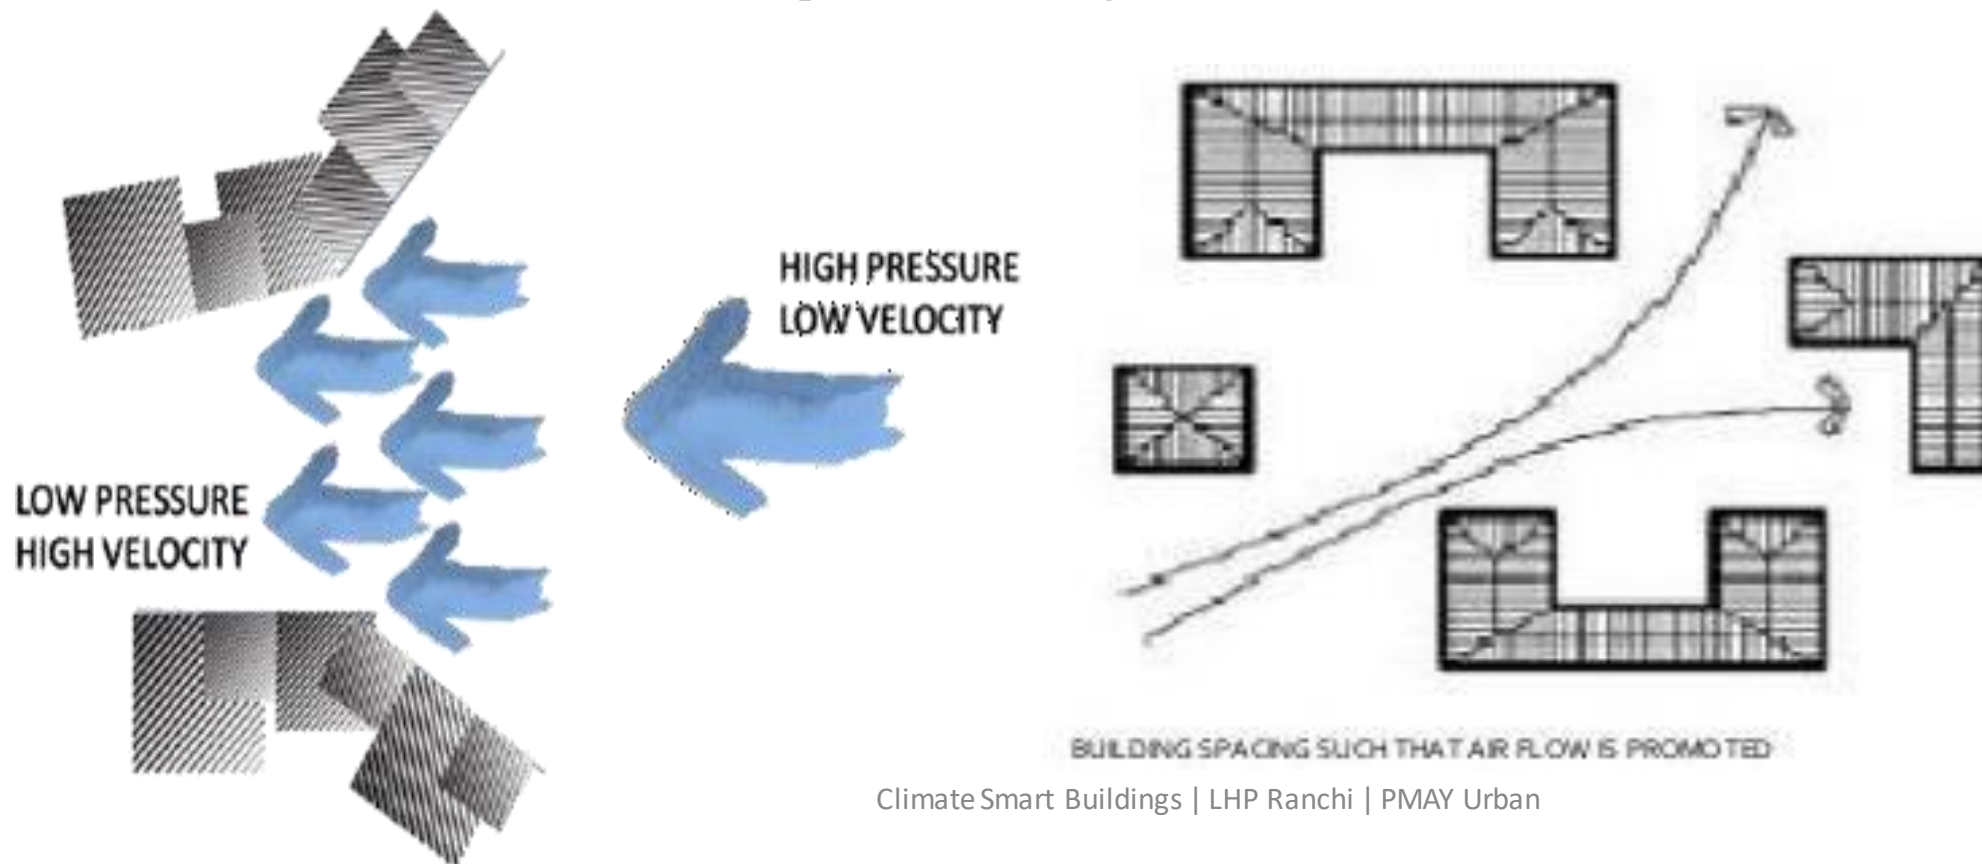 HIGH PRESSURE
LOW VELOCITY
LOW PRESSURE
HIGH VELOCITY
BUILDING SPACING SUCH THAT AIR FLOW IS PROMOTED
Climate Smart Buildings | LHP Ranchi | PMAY Urban